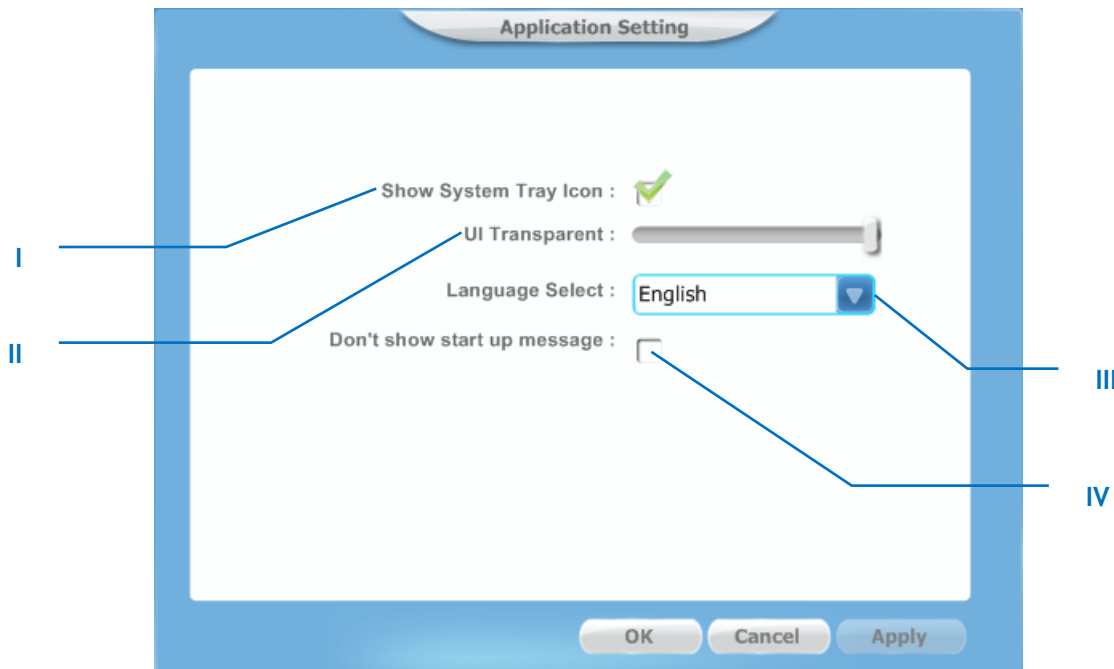 Application Setting
Show System Tray Icon :
I
UI Transparent :
Language Select :
English
Don't show start up message :
II
III
IV
OK
Cancel
Apply